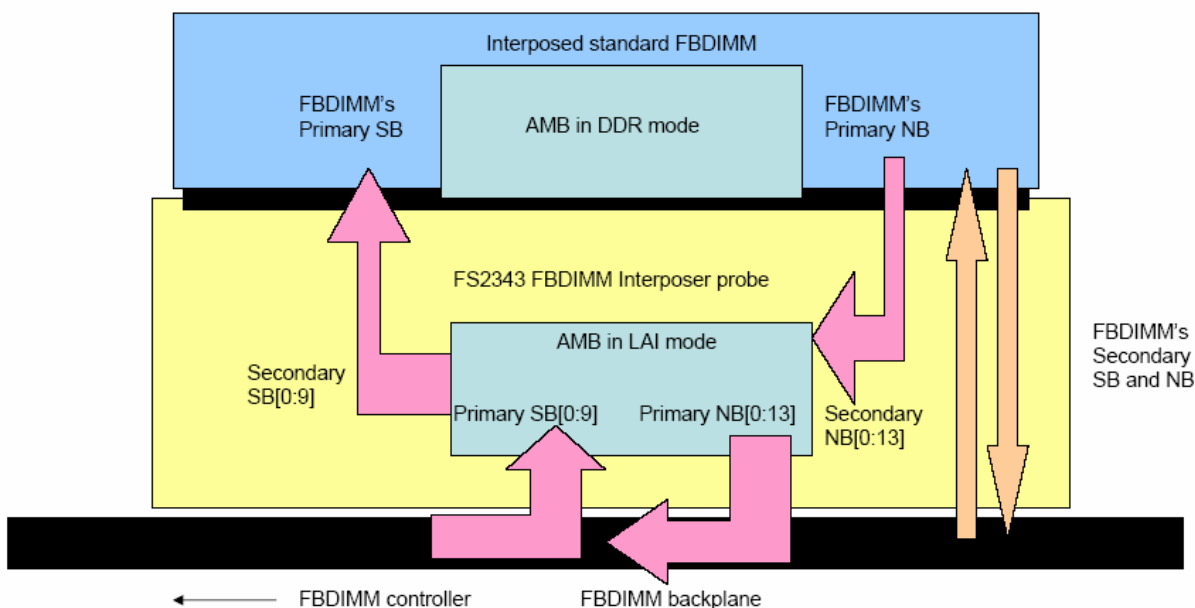 Interposed standard FBDIMM
FBDIMM's
Primary SB
AMB in DDR mode
FBDIMM's
Primary NB
FS2343 FBDIMM Interposer probe
AMB in LAI mode
Secondary
SB[0:9]
Primary SB[0:9]
Primary NB[0:13]
Secondary
NB[0:13]
FBDIMM's
Secondary
SB and NB
FBDIMM controller
FBDIMM backplane